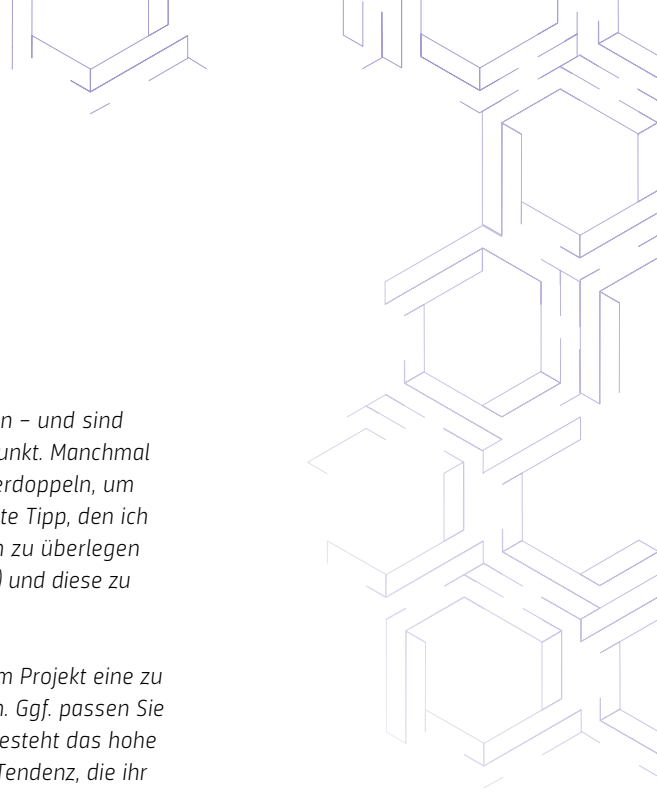 n – und sind
unkt. Manchmal
erdoppeln, um
te Tipp, den ich
n zu überlegen
) und diese zu
m Projekt eine zu
n. Ggf. passen Sie
esteht das hohe
Tendenz, die ihr